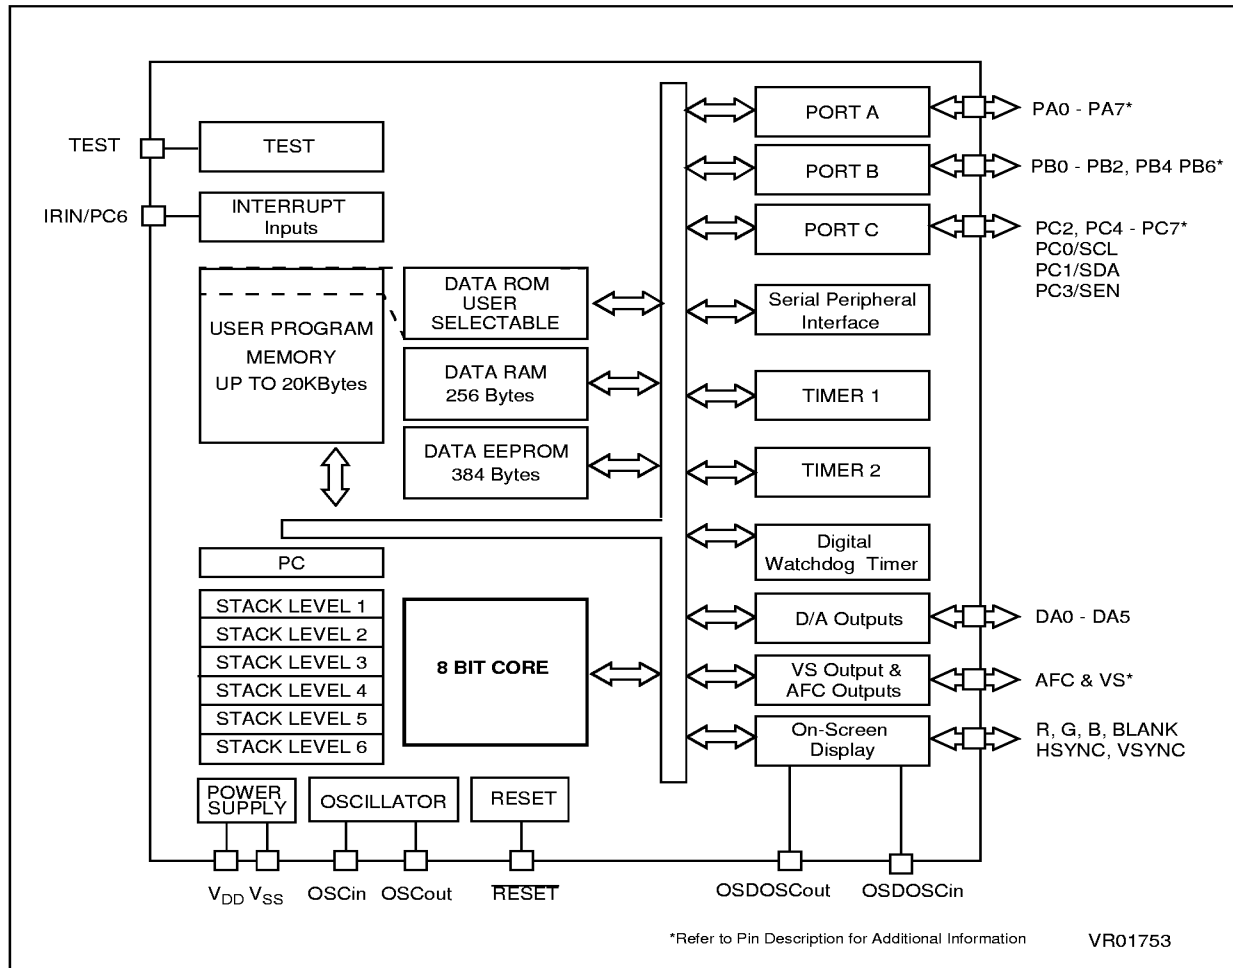 TEST
TEST
IRIN/PC6
INTERRUPT
Inputs
USER PROGRAM
MEMORY
UP TO 20KBytes
DATA ROM
USER
SELECTABLE
DATA RAM
256 Bytes
DATA EEPROM
384 Bytes
PC
STACK LEVEL 1
STACK LEVEL 2
STACK LEVEL 3
STACK LEVEL 4
STACK LEVEL 5
STACK LEVEL 6
8 BIT CORE
POWER
SUPPLY
OSCILLATOR
RESET
VDD VSS
OSCin
OSCout
RESET
PORT A
PA0 - PA7*
PORT B
PB0 - PB2, PB4 PB6*
PORT C
PC2, PC4 - PC7*
PC0/SCL
PC1/SDA
PC3/SEN
Serial Peripheral
Interface
TIMER 1
TIMER 2
Digital
Watchdog Timer
D/A Outputs
DA0 - DA5
VS Output &
AFC Outputs
AFC & VS*
On-Screen
Display
R, G, B, BLANK
HSYNC, VSYNC
OSDOSCout
OSDOSCin
*Refer to Pin Description for Additional Information
VR01753